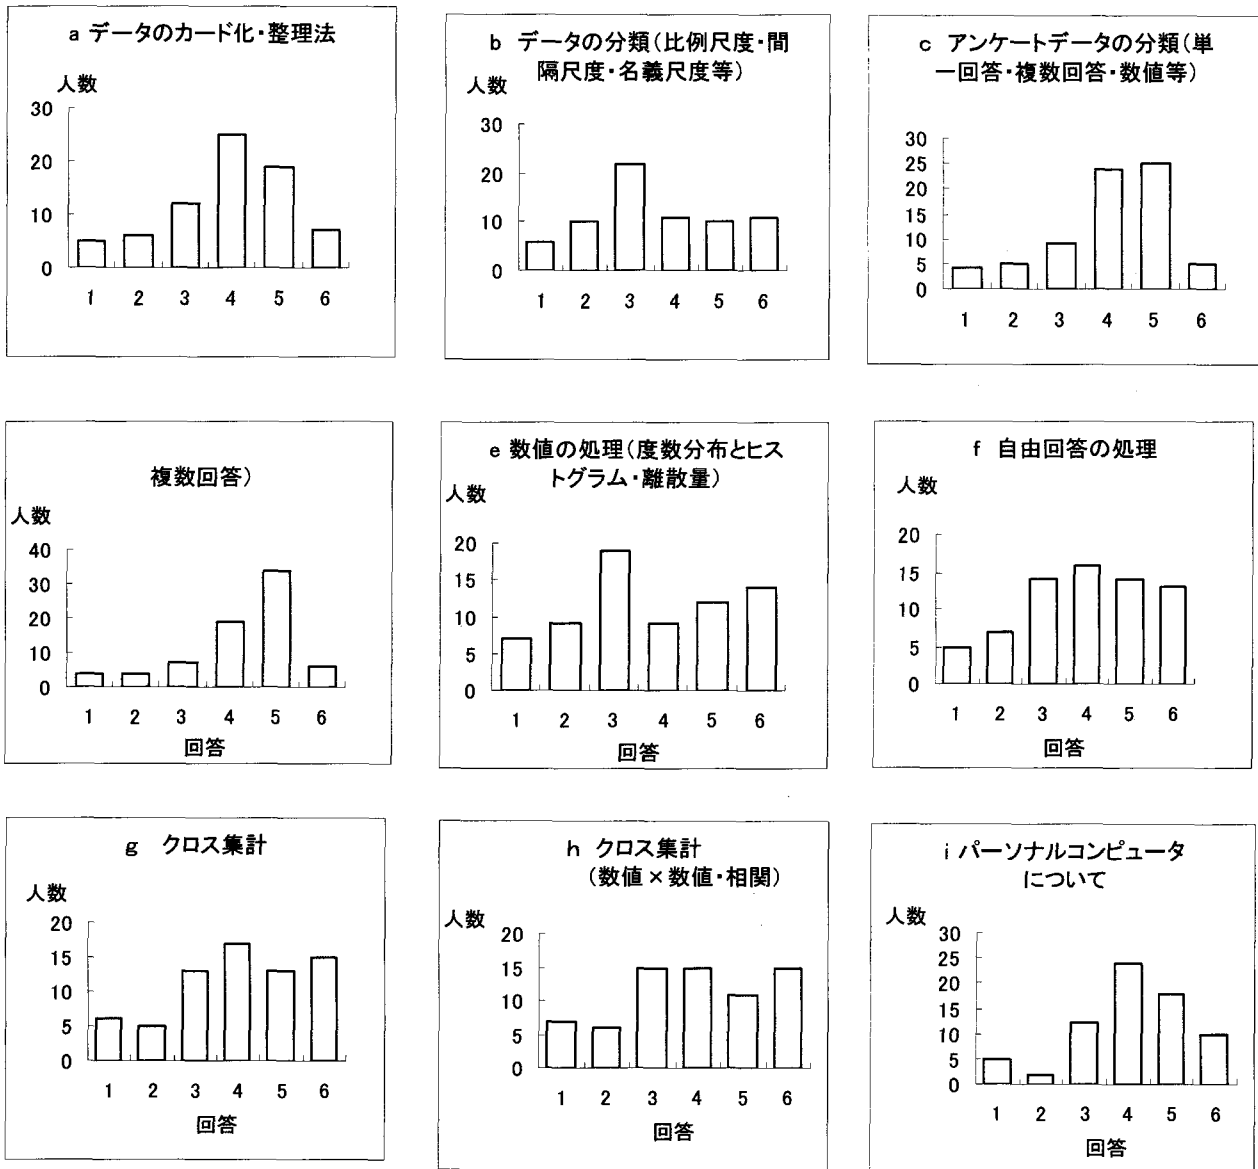 a データのカード化・整理法
人数
30
20
10
0
1 2 3 4 5 6
b データの分類(比例尺度・間
隔尺度・名義尺度等)
人数
30
20
10
0
1 2 3 4 5 6
c アンケートデータの分類(単
一回答・複数回答・数値等)
30
25
20
15
10
5
0
1 2 3 4 5 6
複数回答)
人数
40
30
20
10
0
1 2 3 4 5 6
回答
e 数値の処理(度数分布とヒス
トグラム・離散量)
人数
20
15
10
5
0
1 2 3 4 5 6
回答
f 自由回答の処理
人数
20
15
10
5
0
1 2 3 4 5 6
回答
g クロス集計
人数
20
15
10
5
0
1 2 3 4 5 6
回答
h クロス集計
(数値×数値・相関)
人数
20
15
10
5
0
1 2 3 4 5 6
回答
i パーソナルコンピュータ
について
人数
30
25
20
15
10
5
0
1 2 3 4 5 6
回答